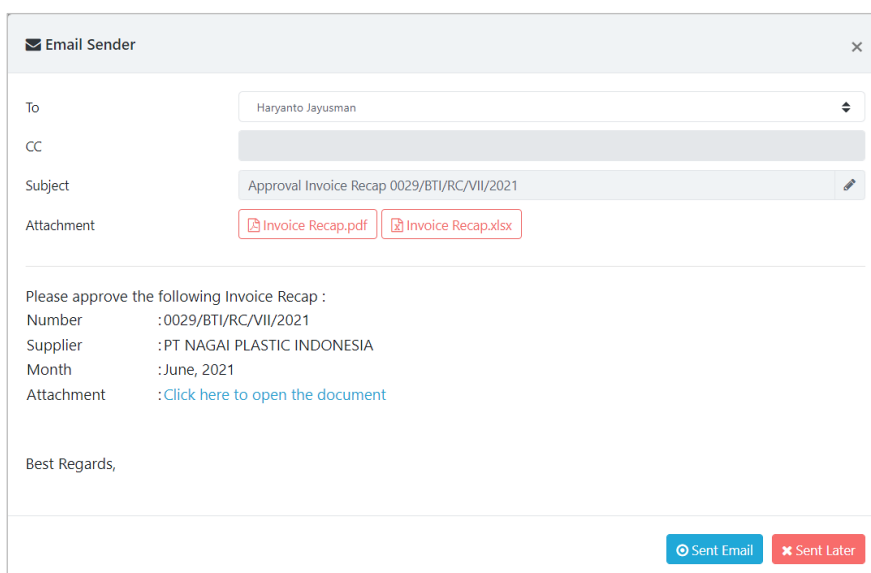 Email Sender
To Haryanto Jayusman
CC
Subject Approval Invoice Recap 0029/BTI/RC/VII/2021
Attachment Invoice Recap.pdf Invoice Recap.xlsx
Please approve the following Invoice Recap :
Number :0029/BTI/RC/VII/2021
Supplier :PT NAGAI PLASTIC INDONESIA
Month :June, 2021
Attachment :Click here to open the document
Best Regards,
Sent Email Sent Later